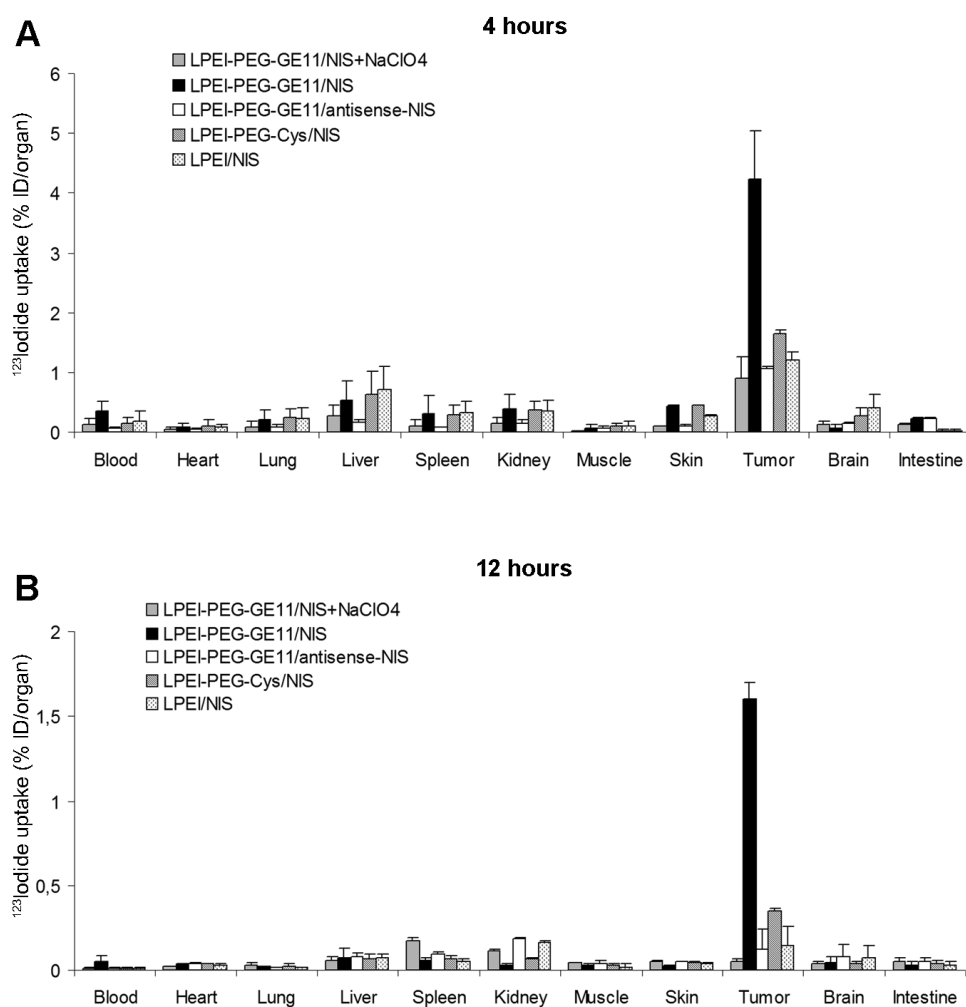 A
4 hours
LPEI-PEG-GE11/NIS+NaClO4
LPEI-PEG-GE11/NIS
LPEI-PEG-GE11/antisense-NIS
LPEI-PEG-Cys/NIS
LPEI/NIS
123Iodide uptake (% ID/organ)
6
5
4
3
2
1
0
Blood Heart Lung Liver Spleen Kidney Muscle Skin Tumor Brain Intestine
B
12 hours
LPEI-PEG-GE11/NIS+NaClO4
LPEI-PEG-GE11/NIS
LPEI-PEG-GE11/antisense-NIS
LPEI-PEG-Cys/NIS
LPEI/NIS
123Iodide uptake (% ID/organ)
2
1,5
1
0,5
0
Blood Heart Lung Liver Spleen Kidney Muscle Skin Tumor Brain Intestine